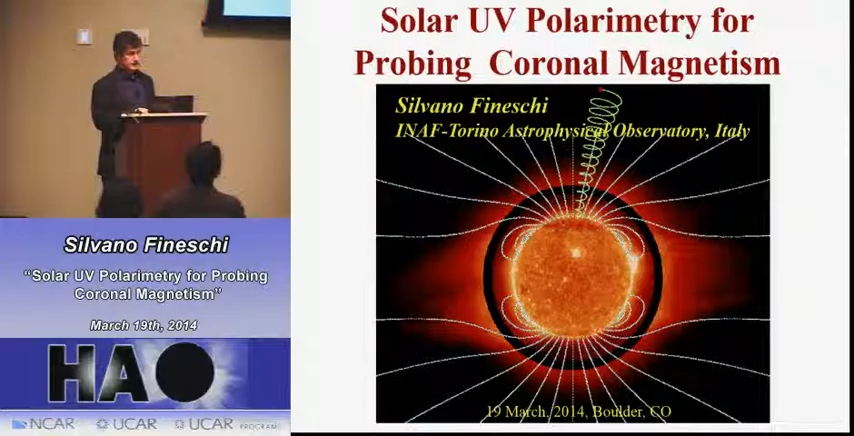 Solar UV Polarimetry for
Probing Coronal Magnetism
Silvano Fineschi
INAF-Torino Astrophysical Observatory, Italy
19 March, 2014, Boulder, CO
Silvano Fineschi
“Solar UV Polarimetry for Probing
Coronal Magnetism”
March 19th, 2014
HAO
NCAR
UCAR
UCAR PROGRAM